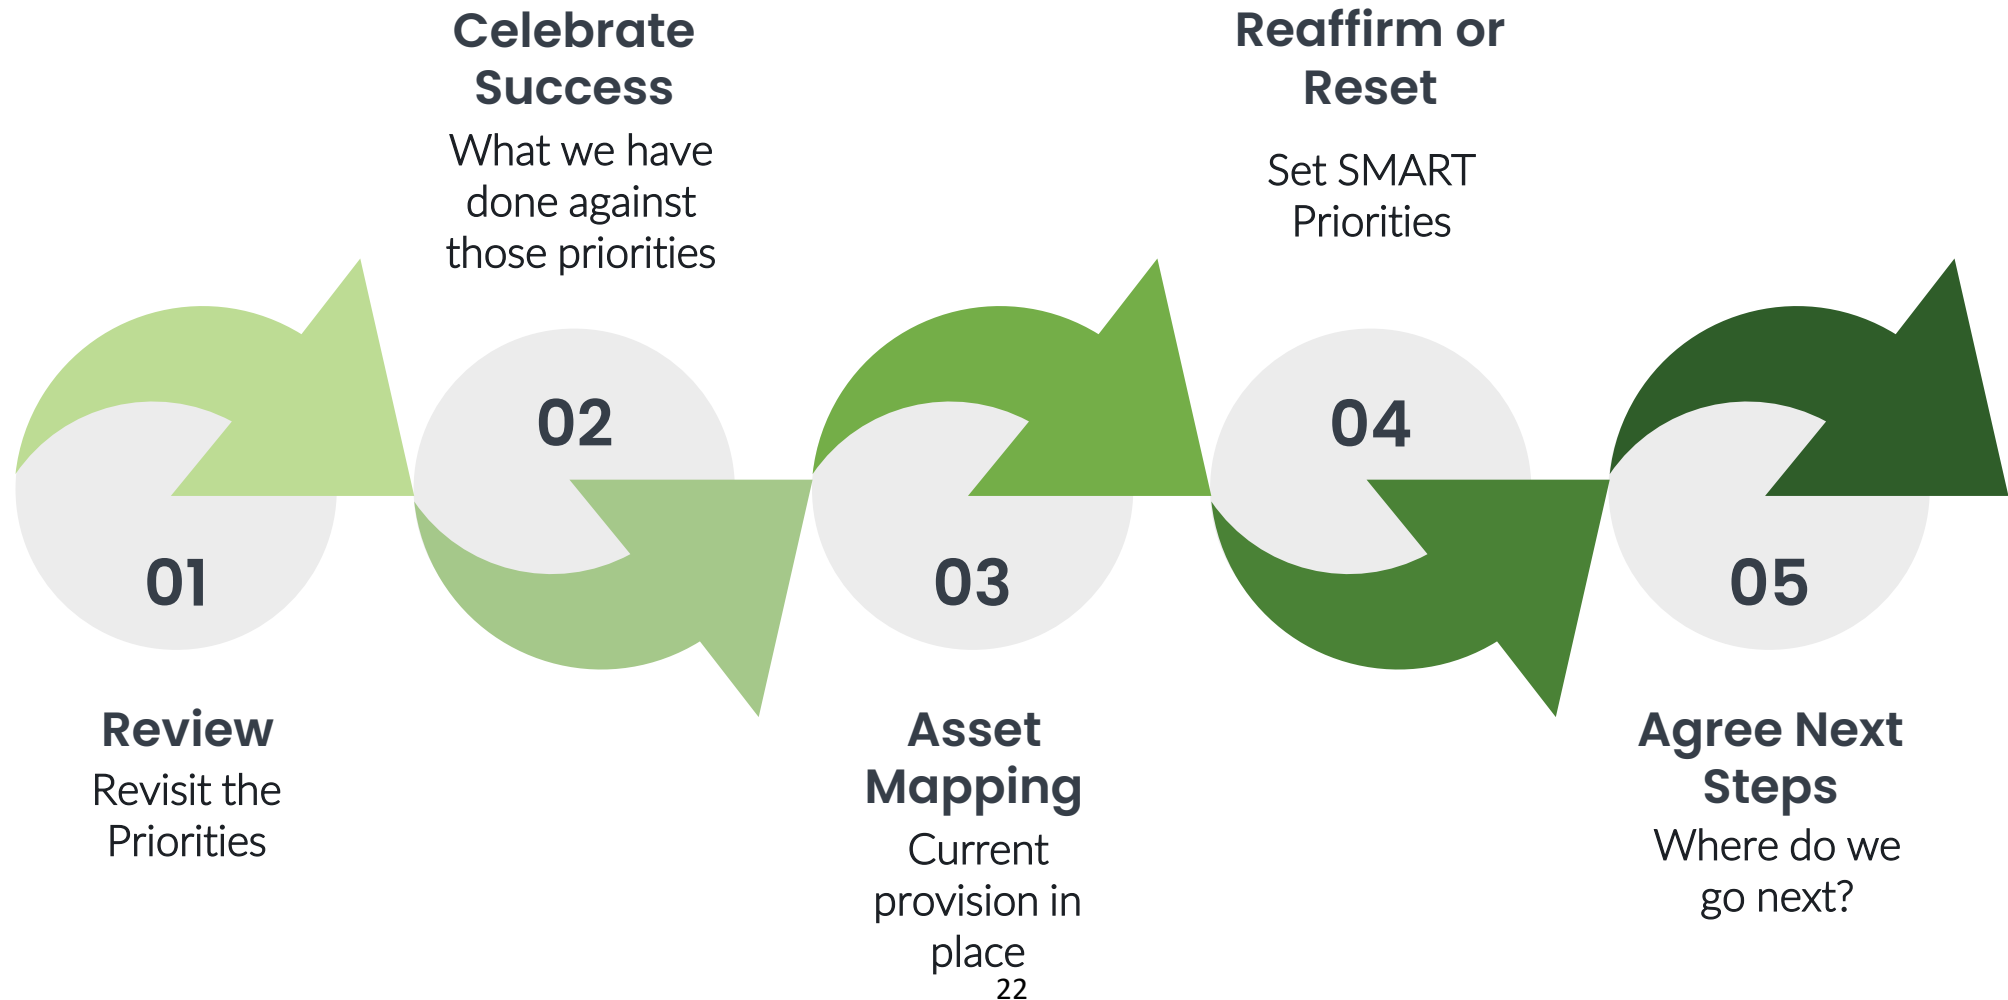 01
Review
Revisit the
Priorities
Celebrate
Success
What we have
done against
those priorities
02
03
Asset
Mapping
Current
provision in
place
Reaffirm or
Reset
Set SMART
Priorities
04
05
Agree Next
Steps
Where do we
go next?
22